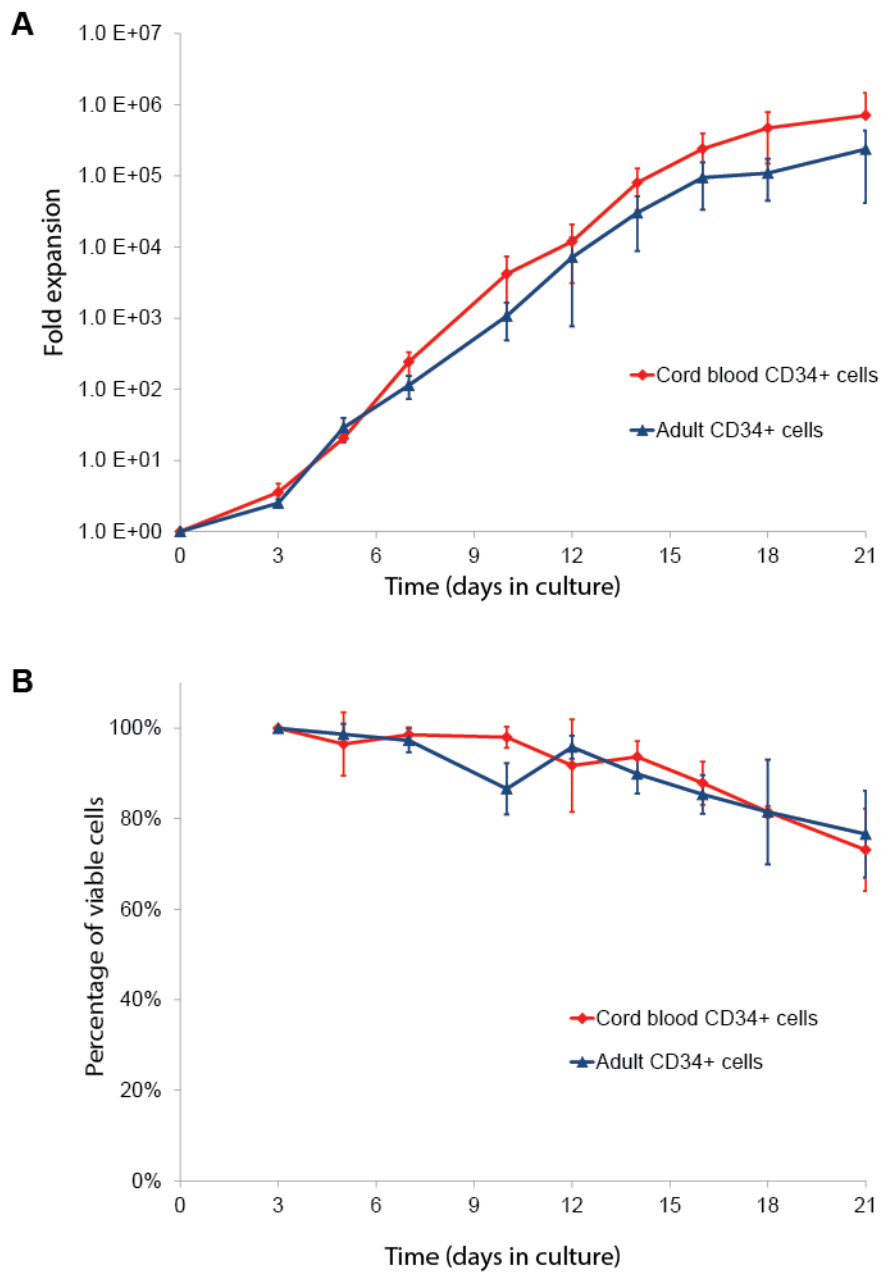 A
1.0 E+07
1.0 E+06
1.0 E+05
1.0 E+04
1.0 E+03
1.0 E+02
1.0 E+01
1.0 E+00
Fold expansion
Cord blood CD34+ cells
Adult CD34+ cells
0 3 6 9 12 15 18 21
Time (days in culture)
B
100%
80%
60%
40%
20%
0%
Percentage of viable cells
Cord blood CD34+ cells
Adult CD34+ cells
0 3 6 9 12 15 18 21
Time (days in culture)